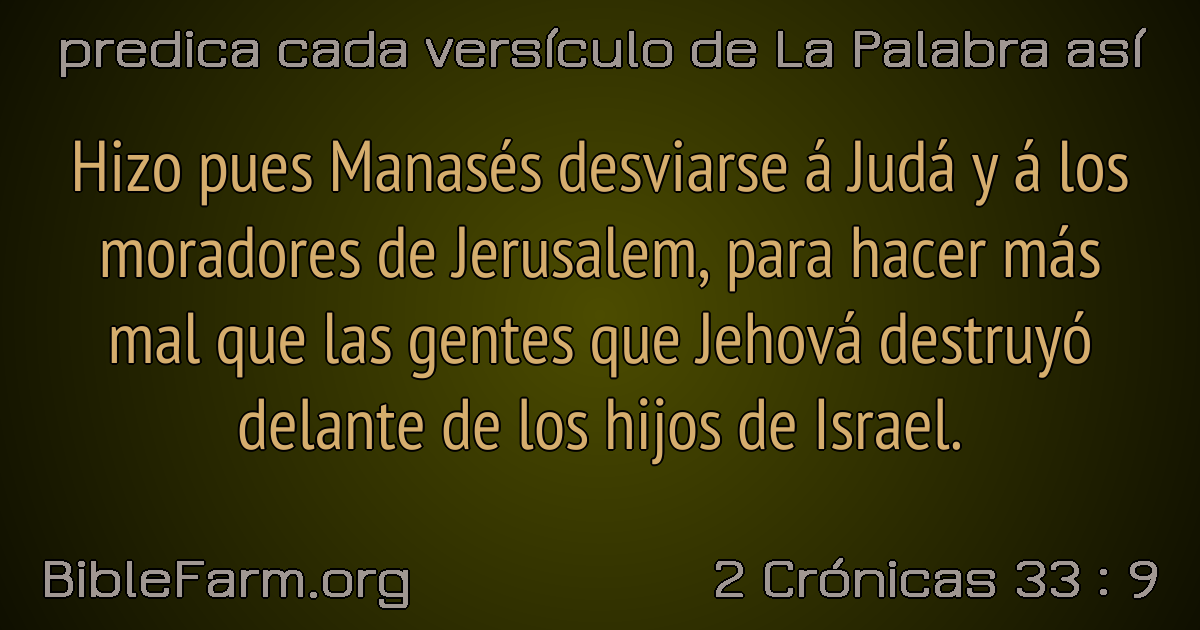 predica cada versículo de La Palabra así
Hizo pues Manasés desviarse á Judá y á los
moradores de Jerusalem, para hacer más
mal que las gentes que Jehová destruyó
delante de los hijos de Israel.
BibleFarm.org
2 Crónicas 33 : 9